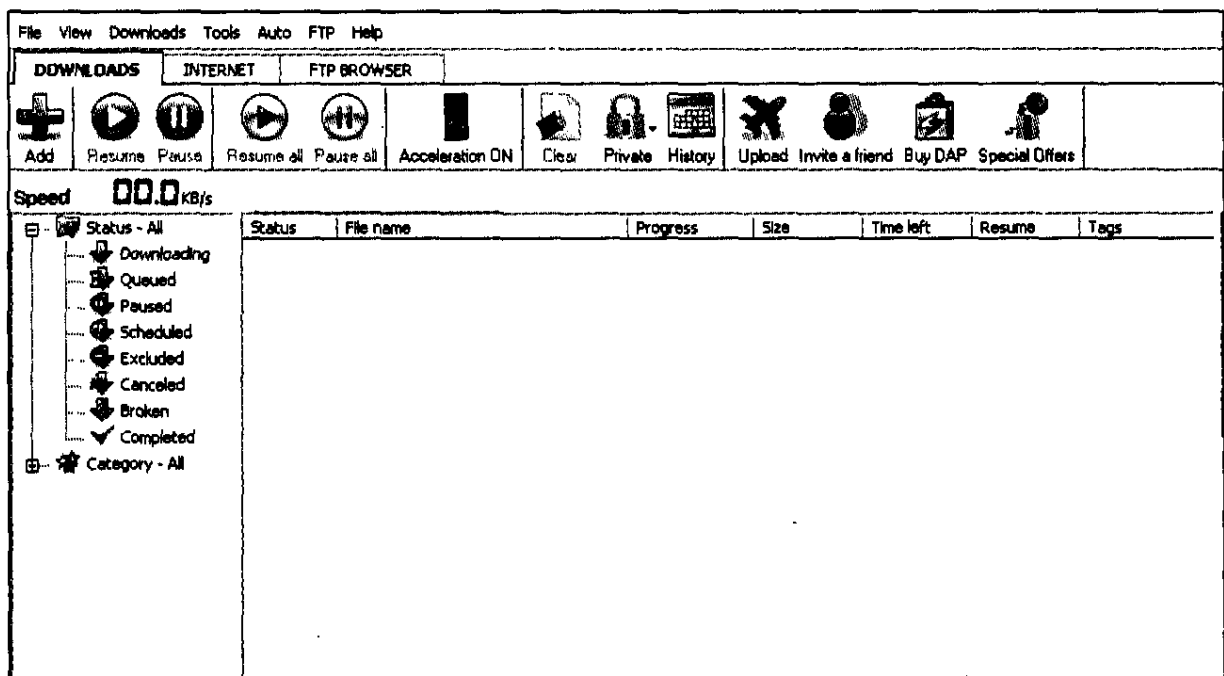 File View Downloads Tools Auto FTP Help
DOWNLOADS INTERNET FTP BROWSER
Add Resume Pause Resume all Pause all Acceleration ON Clear Private History Upload Invite a friend Buy DAP Special Offers
Speed 00.0 KB/s
Status - All
Status File name Progress Size Time left Resume Tags
Downloading
Queued
Paused
Scheduled
Excluded
Canceled
Broken
Completed
Category - All